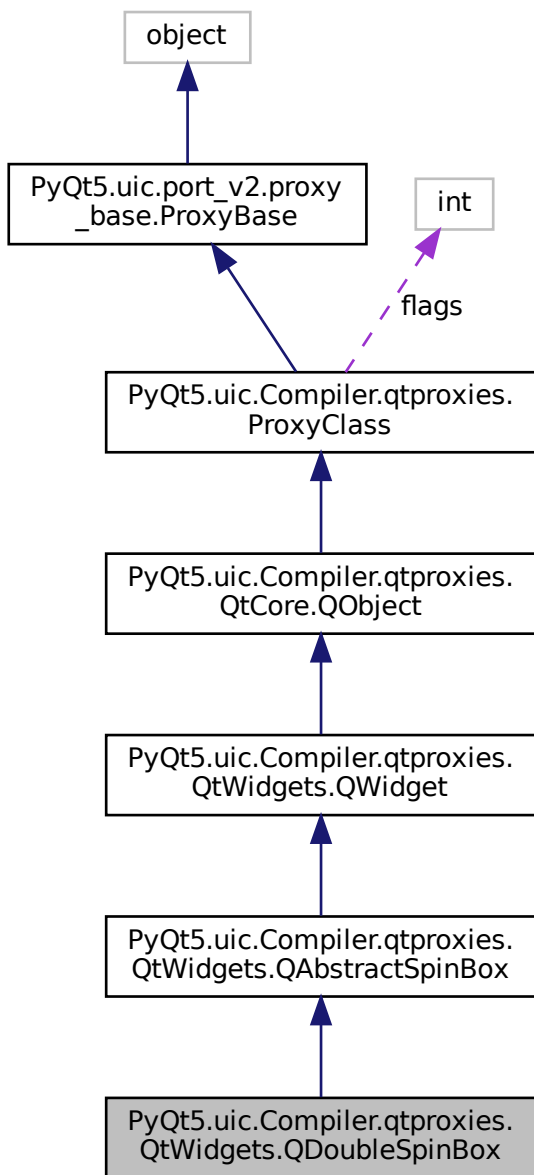 object
PyQt5.uic.port_v2.proxy
_base.ProxyBase
int
flags
PyQt5.uic.Compiler.qtproxies.
ProxyClass
PyQt5.uic.Compiler.qtproxies.
QtCore.QObject
PyQt5.uic.Compiler.qtproxies.
QtWidgets.QWidget
PyQt5.uic.Compiler.qtproxies.
QtWidgets.QAbstractSpinBox
PyQt5.uic.Compiler.qtproxies.
QtWidgets.QDoubleSpinBox